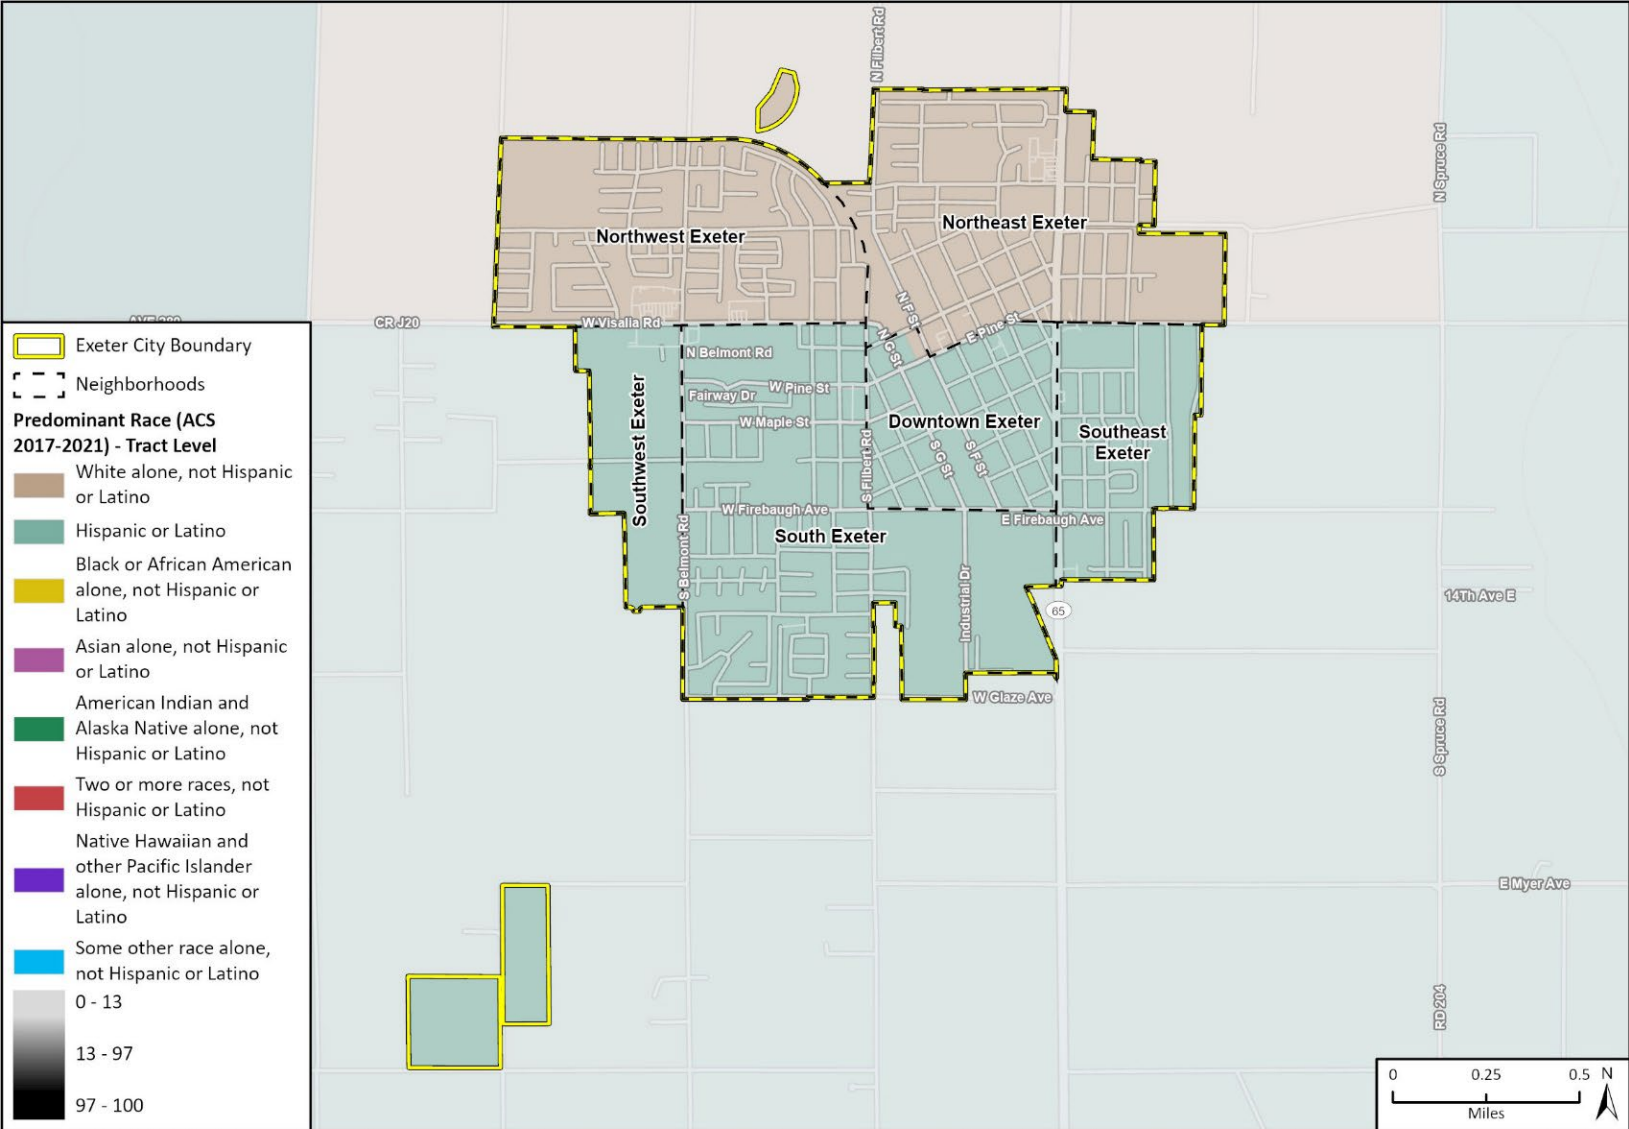 N Filbert Rd
N Spruce Rd
Northwest Exeter
Northeast Exeter
N F St
E Pine St
N G St
CR J20
W Visalia Rd
N Belmont Rd
W Pine St
Fairway Dr
W Maple St
Southwest Exeter
Downtown Exeter
Southeast
Exeter
S Filbert Rd
S G St
S F St
W Firebaugh Ave
E Firebaugh Ave
South Exeter
S Belmont Rd
Industrial Dr
65
14Th Ave E
W Glaze Ave
S Spruce Rd
E Myer Ave
RD 204
Exeter City Boundary
Neighborhoods
Predominant Race (ACS
2017-2021) - Tract Level
White alone, not Hispanic
or Latino
Hispanic or Latino
Black or African American
alone, not Hispanic or
Latino
Asian alone, not Hispanic
or Latino
American Indian and
Alaska Native alone, not
Hispanic or Latino
Two or more races, not
Hispanic or Latino
Native Hawaiian and
other Pacific Islander
alone, not Hispanic or
Latino
Some other race alone,
not Hispanic or Latino
0 - 13
13 - 97
97 - 100
0 0.25 0.5 N
Miles